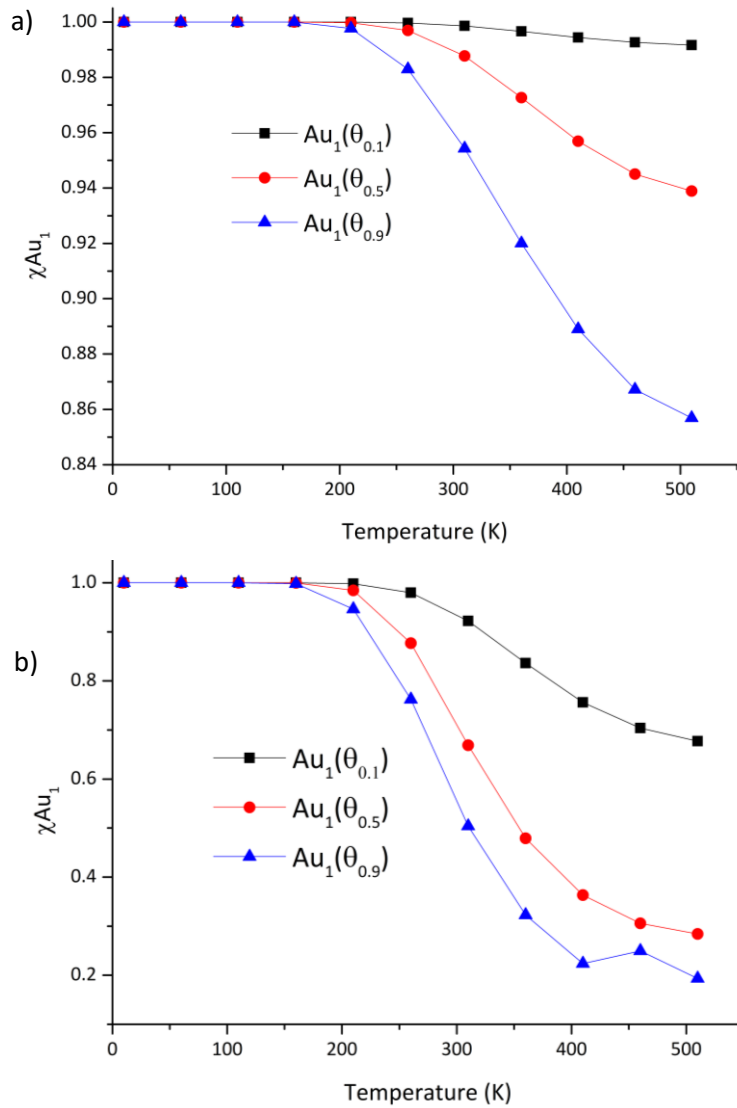 a)
1.00
0.98
0.96
0.94
0.92
0.90
0.88
0.86
0.84
χAu₁
Au₁(θ₀.₁)
Au₁(θ₀.₅)
Au₁(θ₀.₉)
0 100 200 300 400 500
Temperature (K)
b)
1.0
0.8
0.6
0.4
0.2
χAu₁
Au₁(θ₀.₁)
Au₁(θ₀.₅)
Au₁(θ₀.₉)
0 100 200 300 400 500
Temperature (K)